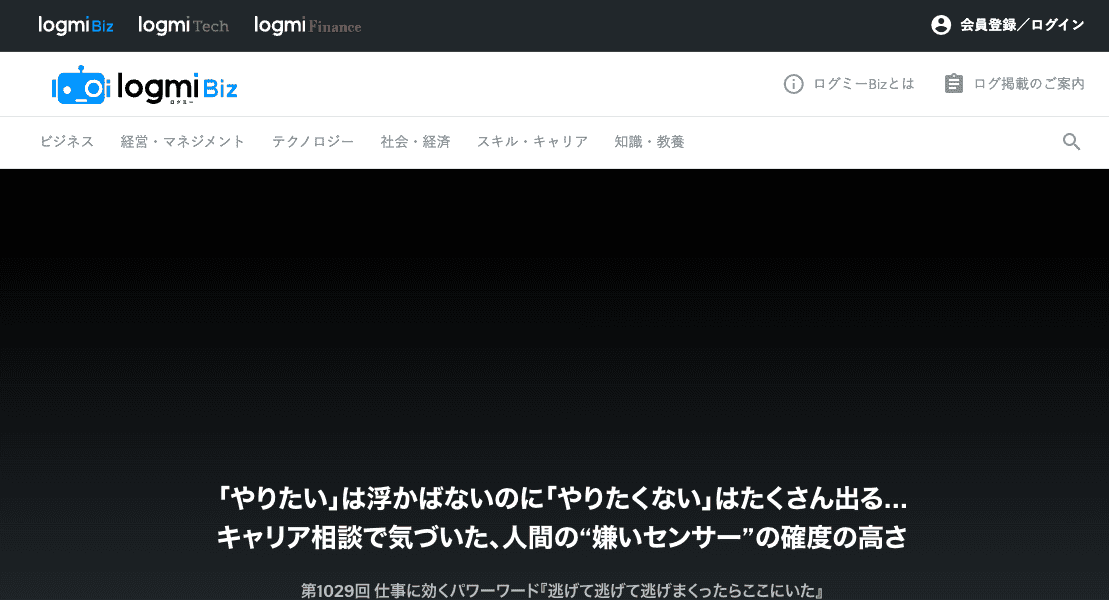 logmi Biz logmi Tech logmi Finance 会員登録／ログイン
logmi Biz ログミーBizとは ログ掲載のご案内
ログミー
ビジネス 経営・マネジメント テクノロジー 社会・経済 スキル・キャリア 知識・教養
「やりたい」は浮かばないのに「やりたくない」はたくさん出る...
キャリア相談で気づいた、人間の“嫌いセンサー”の確度の高さ
第1029回 仕事に効くパワーワード『逃げて逃げて逃げまくったらここにいた』